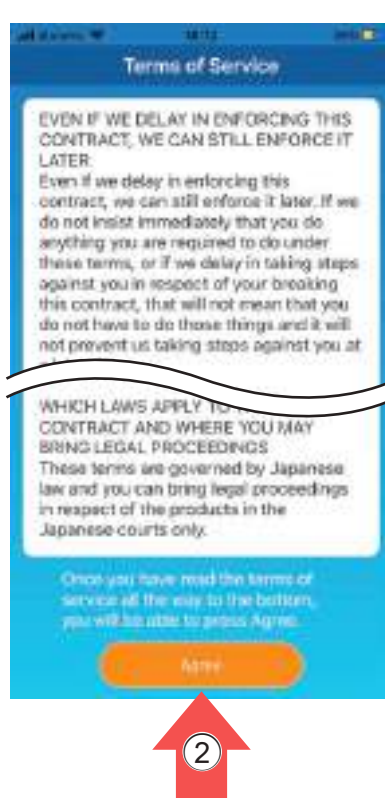 Terms of Service
EVEN IF WE DELAY IN ENFORCING THIS
CONTRACT, WE CAN STILL ENFORCE IT
LATER
Even if we delay in enforcing this
contract, we can still enforce it later. If we
do not insist immediately that you do
anything you are required to do under
these terms, or if we delay in taking steps
against you in respect of your breaking
this contract, that will not mean that you
do not have to do those things and it will
not prevent us taking steps against you at
WHICH LAWS APPLY TO
CONTRACT AND WHERE YOU MAY
BRING LEGAL PROCEEDINGS
These terms are governed by Japanese
law and you can bring legal proceedings
in respect of the products in the
Japanese courts only.
Once you have read the terms of
service all the way to the bottom,
you will be able to press Agree.
Agree
2